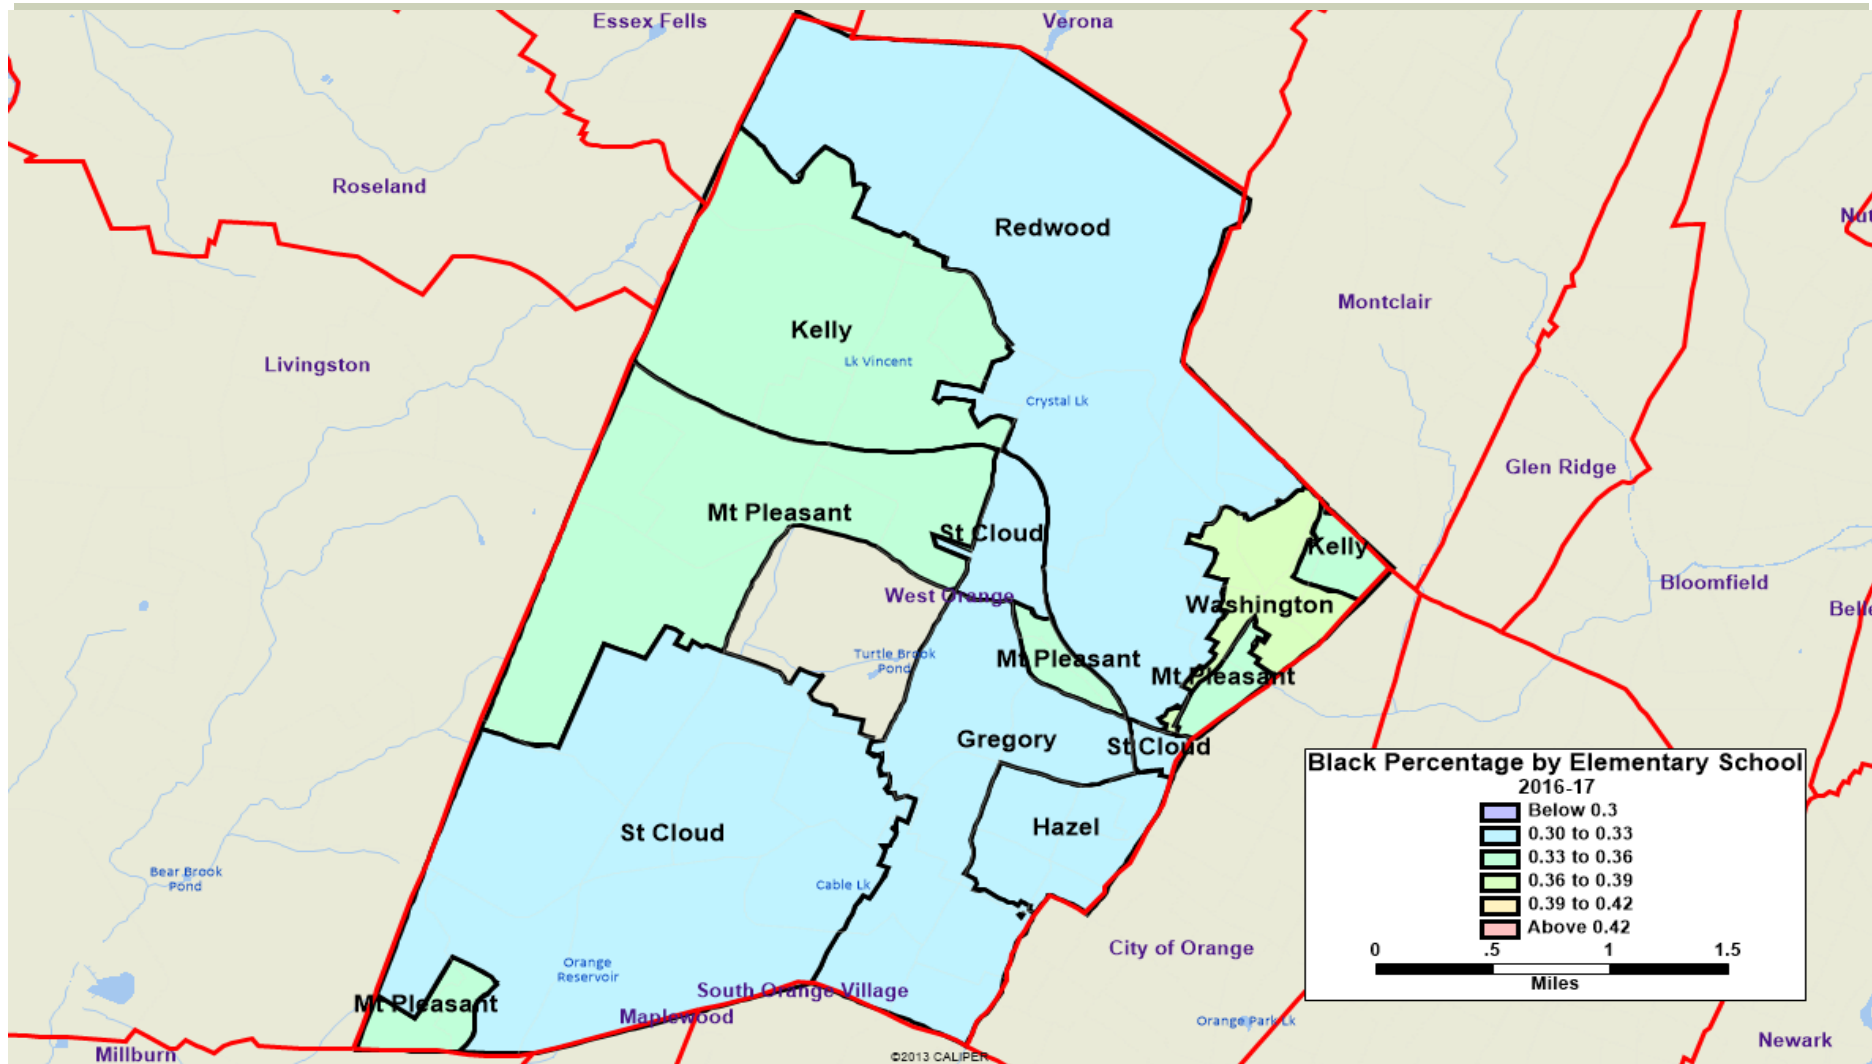 Essex Fells
Verona
Roseland
Redwood
Montclair
Kelly
Lk Vincent
Livingston
Crystal Lk
Glen Ridge
Mt Pleasant
St Cloud
Kelly
Bloomfield
West Orange
Washington
Turtle Brook
Pond
Mt Pleasant
Mt Pleasant
Gregory
St Cloud
Hazel
St Cloud
Bear Brook
Pond
Cable Lk
City of Orange
Orange
Reservoir
South Orange Village
Mt Pleasant
Maplewood
Orange Park Lk
Newark
Millburn
©2013 CALIPER
Black Percentage by Elementary School
2016-17
Below 0.3
0.30 to 0.33
0.33 to 0.36
0.36 to 0.39
0.39 to 0.42
Above 0.42
0 .5 1 1.5
Miles